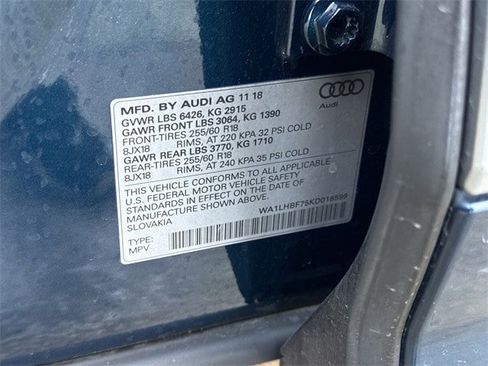 MFD. BY AUDI AG 11 18
GVWR LBS 6426, KG 2915
GAWR FRONT LBS 3064, KG 1390
FRONT-TIRES 255/60 R18
8JX18 RIMS, AT 220 KPA 32 PSI COLD
GAWR REAR LBS 3770, KG 1710
REAR-TIRES 255/60 R18
8JX18 RIMS, AT 240 KPA 35 PSI COLD
THIS VEHICLE CONFORMS TO ALL APPLICABLE
U.S. FEDERAL MOTOR VEHICLE SAFETY
STANDARDS IN EFFECT ON THE DATE OF
MANUFACTURE SHOWN ABOVE.
SLOVAKIA
TYPE:
MPV
Audi